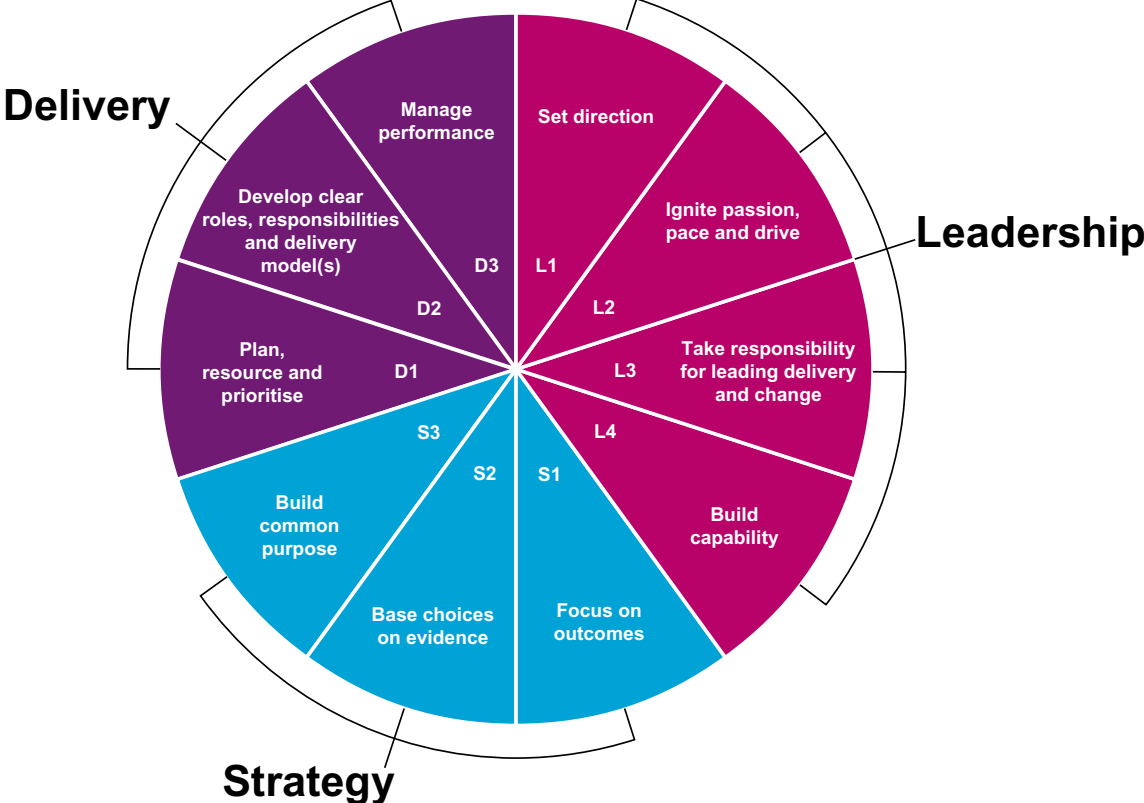 Delivery
Leadership
Strategy
Set direction
L1
Ignite passion,
pace and drive
L2
Take responsibility
for leading delivery
and change
L3
Build
capability
L4
Focus on
outcomes
S1
Base choices
on evidence
S2
Build
common
purpose
S3
Plan,
resource and
prioritise
D1
Develop clear
roles, responsibilities
and delivery
model(s)
D2
Manage
performance
D3